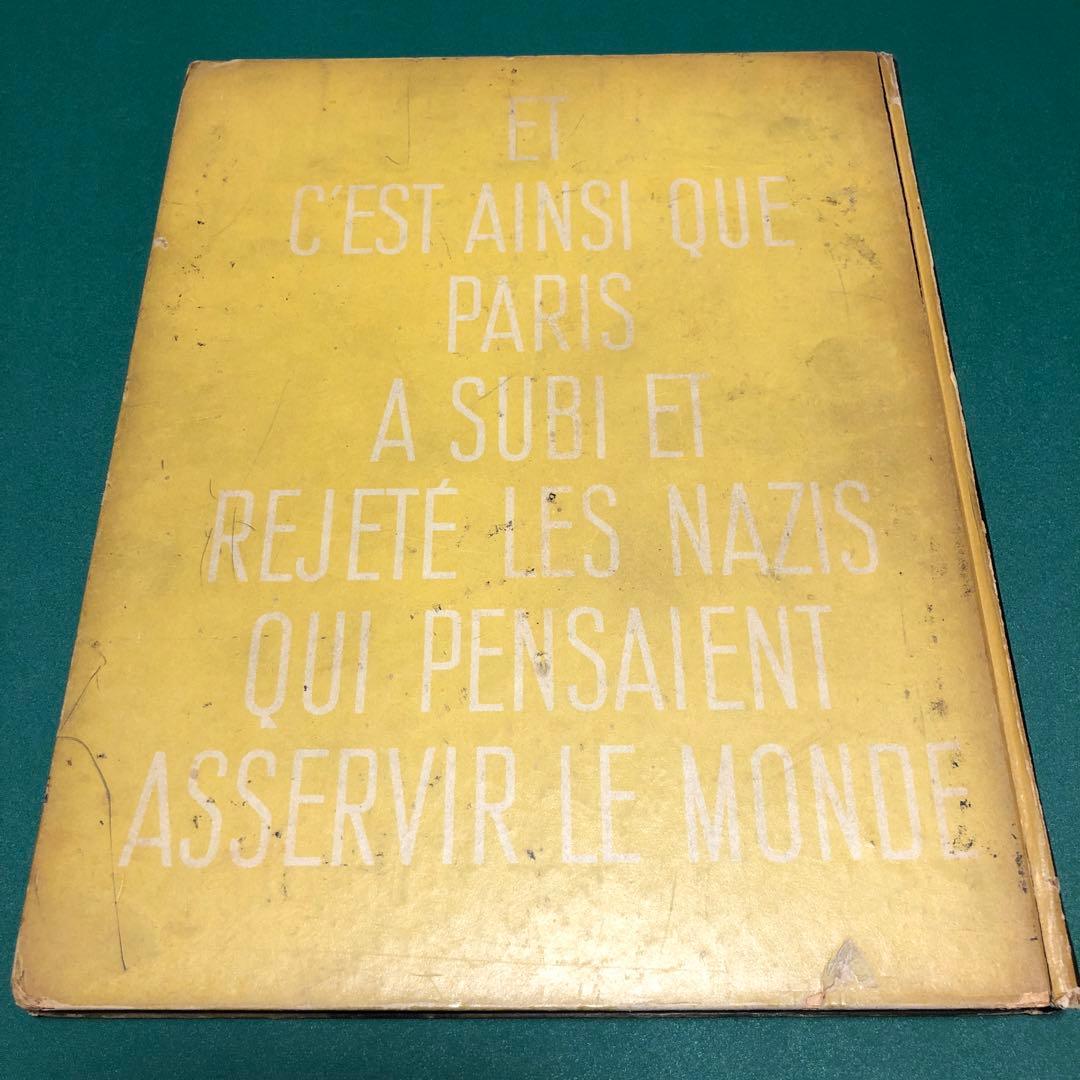 ET
C'EST AINSI QUE
PARIS
A SUBI ET
REJETÉ LES NAZIS
QUI PENSAIENT
ASSERVIR LE MONDE